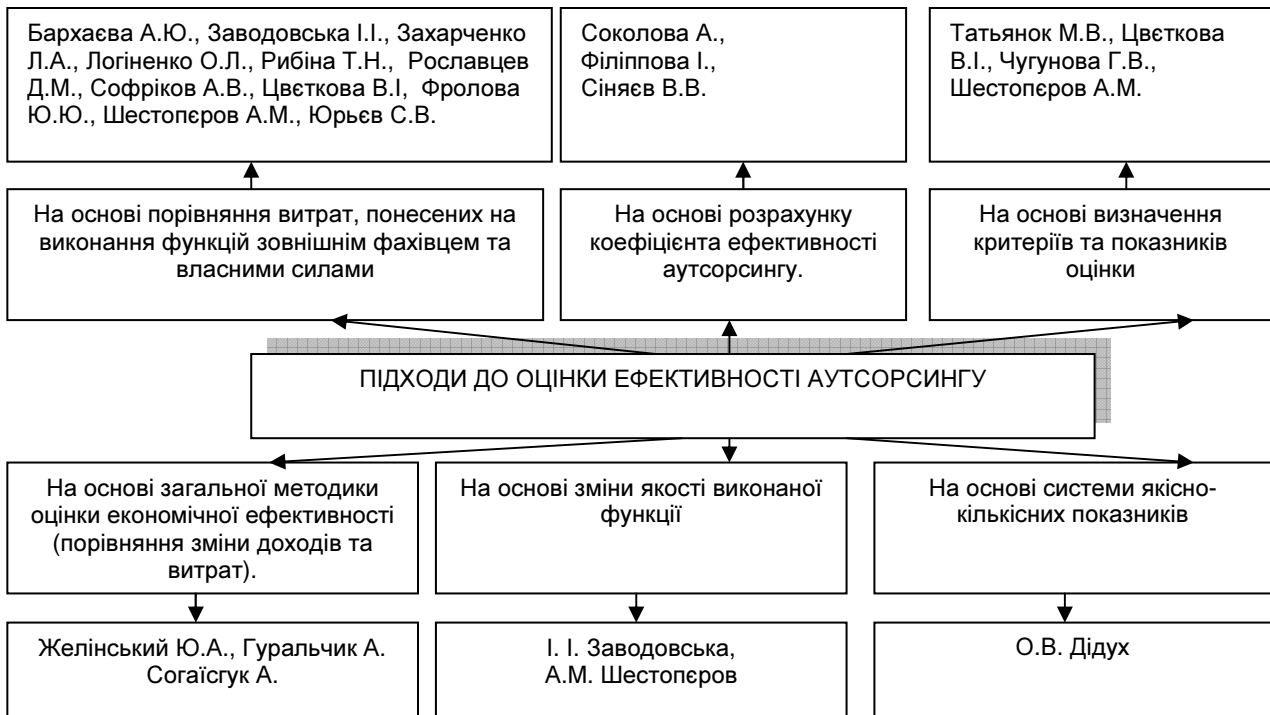 Бархаєва А.Ю., Заводовська І.І., Захарченко
Л.А., Логіненко О.Л., Рибіна Т.Н., Рославцев
Д.М., Софріков А.В., Цвєткова В.І, Фролова
Ю.Ю., Шестопєров А.М., Юрьєв С.В.
Соколова А.,
Філіппова І.,
Сіняєв В.В.
Татьянок М.В., Цвєткова
В.І., Чугунова Г.В.,
Шестопєров А.М.
На основі порівняння витрат, понесених на
виконання функцій зовнішнім фахівцем та
власними силами
На основі розрахунку
коефіцієнта ефективності
аутсорсингу.
На основі визначення
критеріїв та показників
оцінки
ПІДХОДИ ДО ОЦІНКИ ЕФЕКТИВНОСТІ АУТСОРСИНГУ
На основі загальної методики
оцінки економічної ефективності
(порівняння зміни доходів та
витрат).
На основі зміни якості виконаної
функції
На основі системи якісно-
кількісних показників
Желінський Ю.А., Гуральчик А.
Согаїсгук А.
І. І. Заводовська,
А.М. Шестопєров
О.В. Дідух